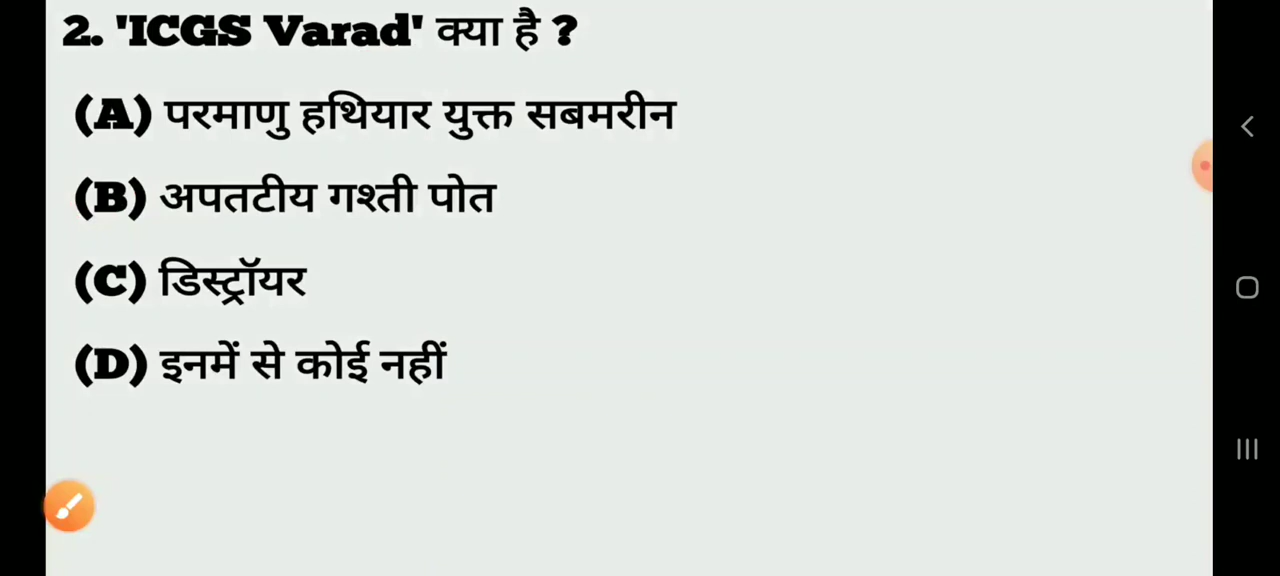 2. 'ICGS Varad' क्या है ?
(A) परमाणु हथियार युक्त सबमरीन
(B) अपतटीय गश्ती पोत
(C) डिस्ट्रॉयर
(D) इनमें से कोई नहीं